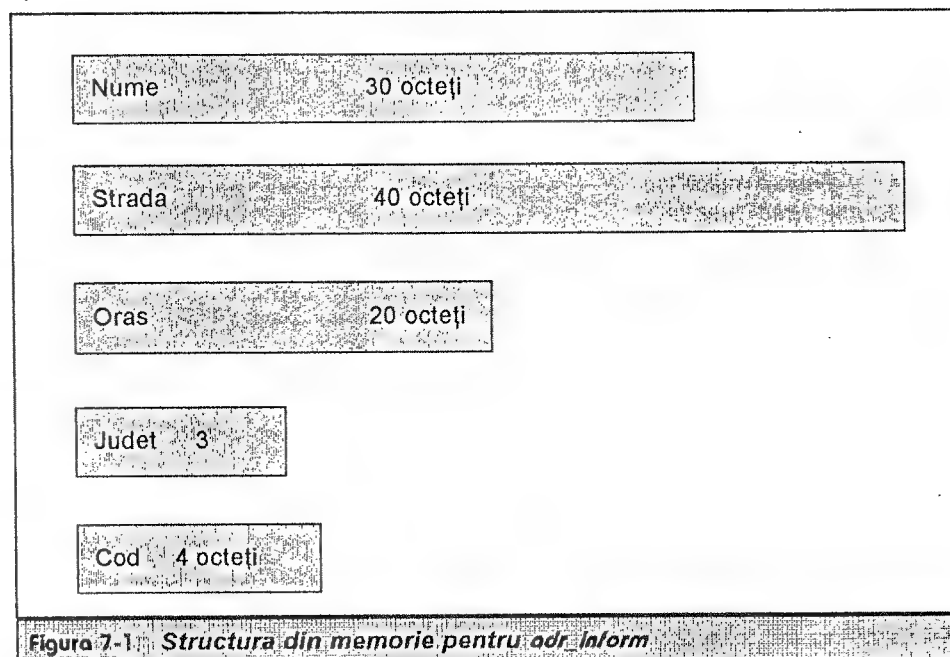 Nume 30 octeți
Strada 40 octeți
Oras 20 octeți
Judet 3
Cod 4 octeți
Figura 7-1 Structura din memorie pentru adr_inform